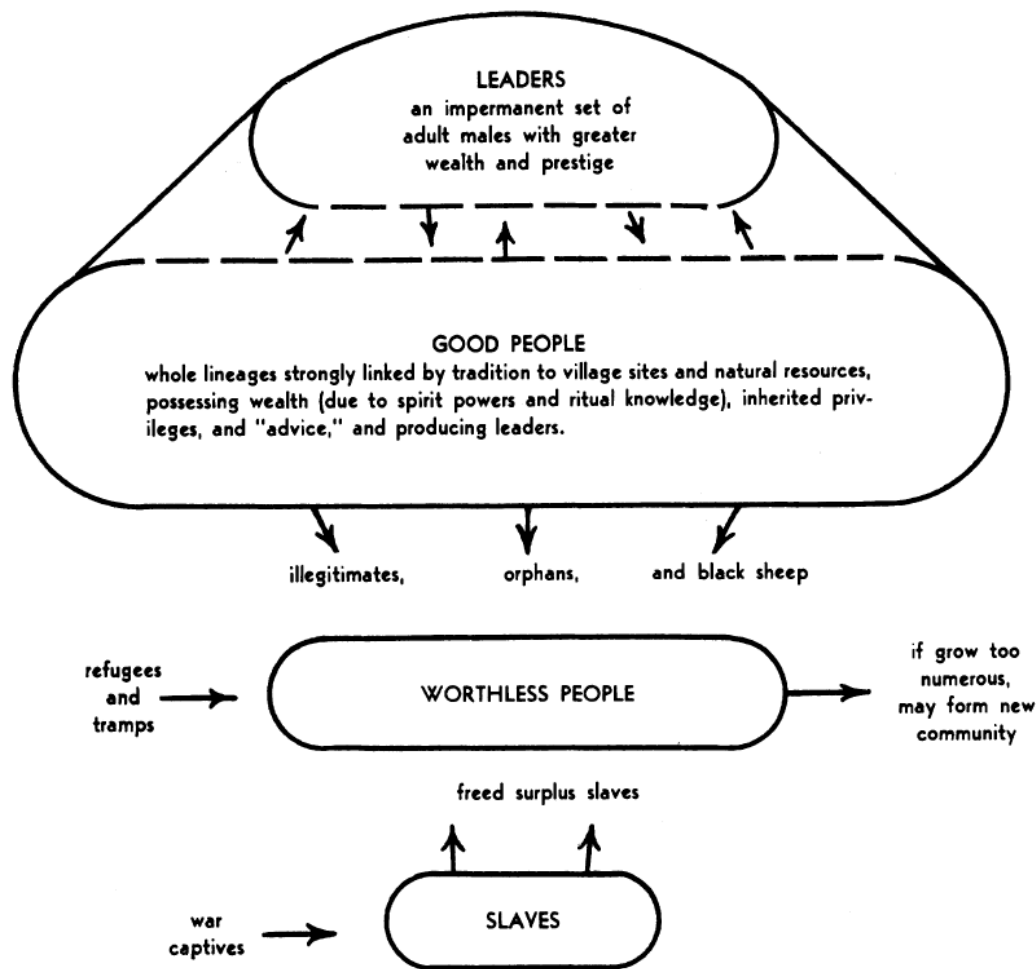 LEADERS
an impermanent set of
adult males with greater
wealth and prestige
GOOD PEOPLE
whole lineages strongly linked by tradition to village sites and natural resources,
possessing wealth (due to spirit powers and ritual knowledge), inherited priv-
ileges, and "advice," and producing leaders.
illegitimates, orphans, and black sheep
refugees
and
tramps
WORTHLESS PEOPLE
if grow too
numerous,
may form new
community
freed surplus slaves
war
captives
SLAVES